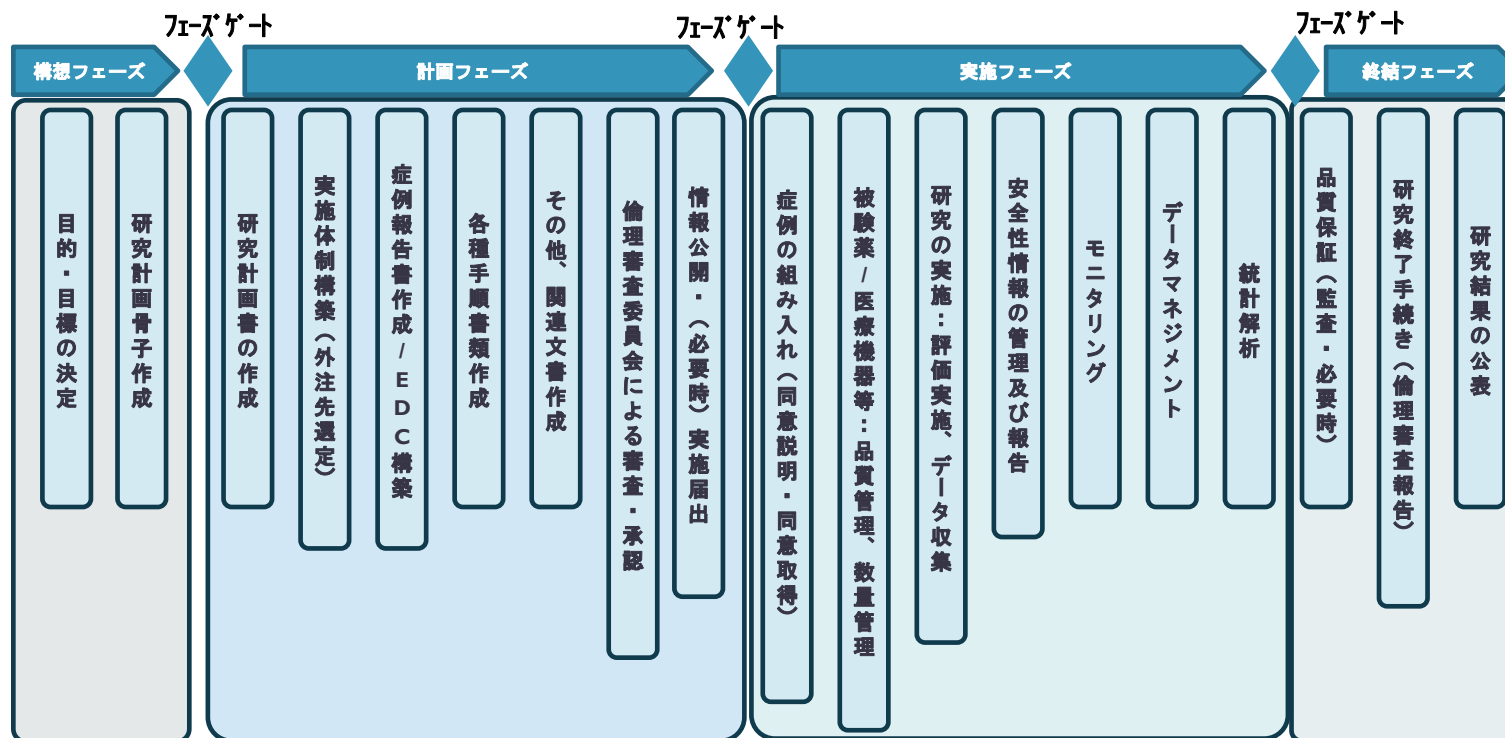 ﾌｪｰｽﾞｹﾞｰﾄ
ﾌｪｰｽﾞｹﾞｰﾄ
ﾌｪｰｽﾞｹﾞｰﾄ
構想フェーズ
計画フェーズ
実施フェーズ
終結フェーズ
目的・目標の決定
研究計画骨子作成
研究計画書の作成
実施体制構築（外注先選定）
症例報告書作成/EDC構築
各種手順書類作成
その他、関連文書作成
倫理審査委員会による審査・承認
情報公開・（必要時）実施届出
症例の組み入れ（同意説明・同意取得）
被験薬/医療機器等：品質管理、数量管理
研究の実施：評価実施、データ収集
安全性情報の管理及び報告
モニタリング
データマネジメント
統計解析
品質保証（監査・必要時）
研究終了手続き（倫理審査報告）
研究結果の公表